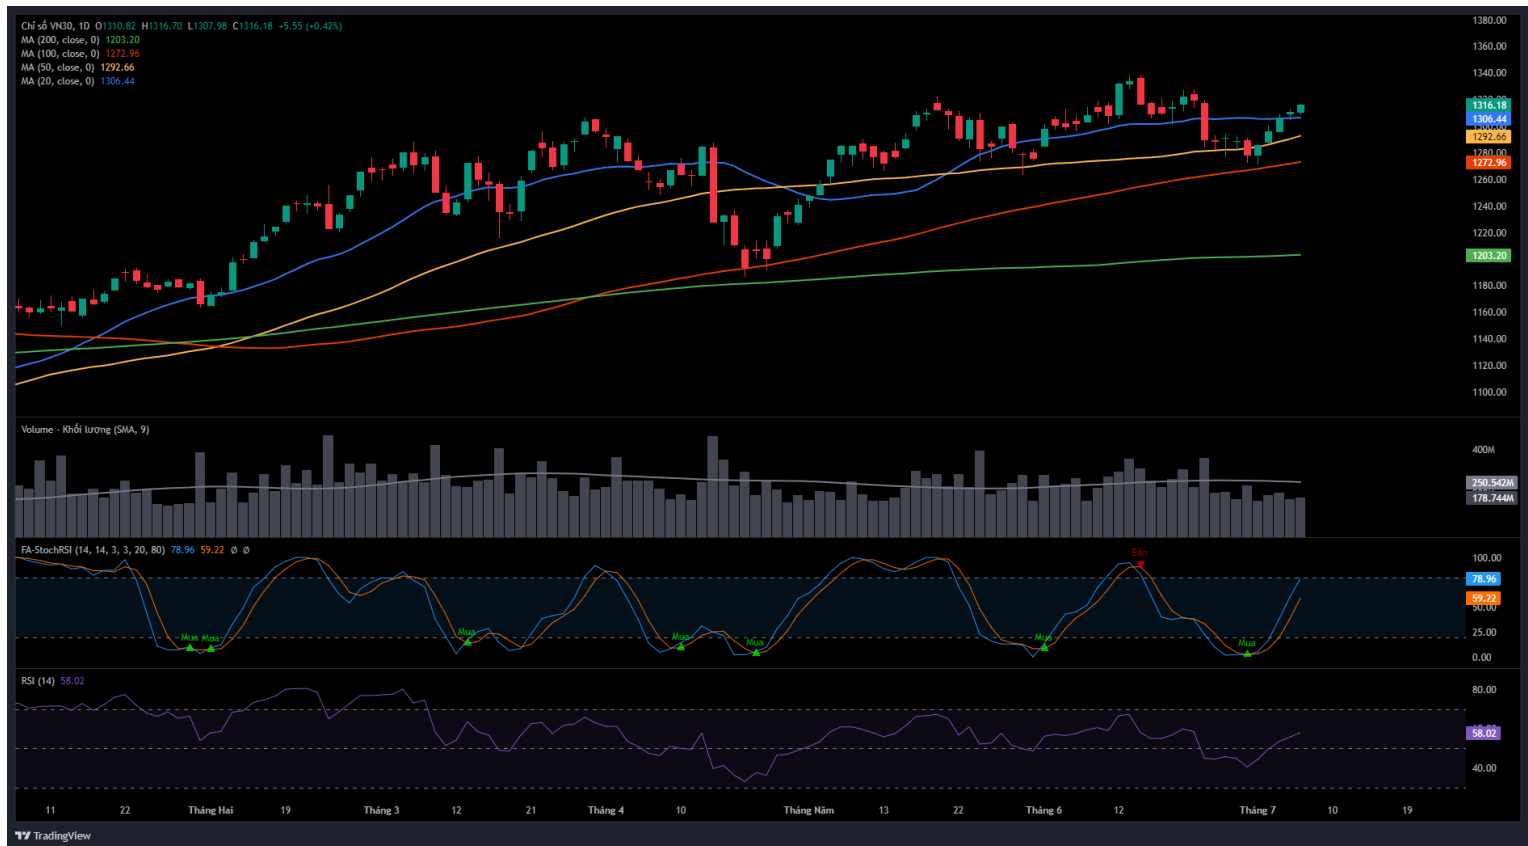 Chỉ số VN30, 1D O1310.82 H1316.70 L1307.98 C1316.18 +5.55 (+0.42%)
MA (200, close, 0) 1203.20
MA (100, close, 0) 1272.96
MA (50, close, 0) 1292.66
MA (20, close, 0) 1306.44
1380.00
1360.00
1340.00
1316.18
1306.44
1292.66
1280.00
1272.96
1260.00
1240.00
1220.00
1203.20
1180.00
1160.00
1140.00
1120.00
1100.00
Volume - Khối lượng (SMA, 9)
400M
250.542M
178.744M
FA-StochRSI (14, 14, 3, 3, 20, 80) 78.96 59.22 Ø Ø
Bán
Mua Mua Mua Mua Mua Mua Mua
100.00
78.96
59.22
50.00
25.00
0.00
RSI (14) 58.02
80.00
58.02
40.00
11 22 Tháng Hai 19 Tháng 3 12 21 Tháng 4 10 Tháng Năm 13 22 Tháng 6 12 Tháng 7 10 19
TradingView